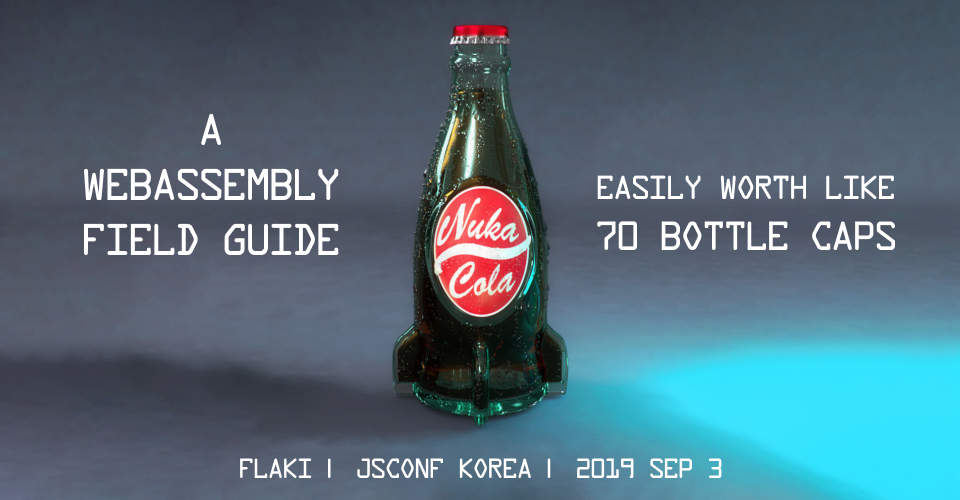 A
WEBASSEMBLY
FIELD GUIDE
Nuka
Cola
EASILY WORTH LIKE
70 BOTTLE CAPS
FLAKI | JSCONF KOREA | 2019 SEP 3